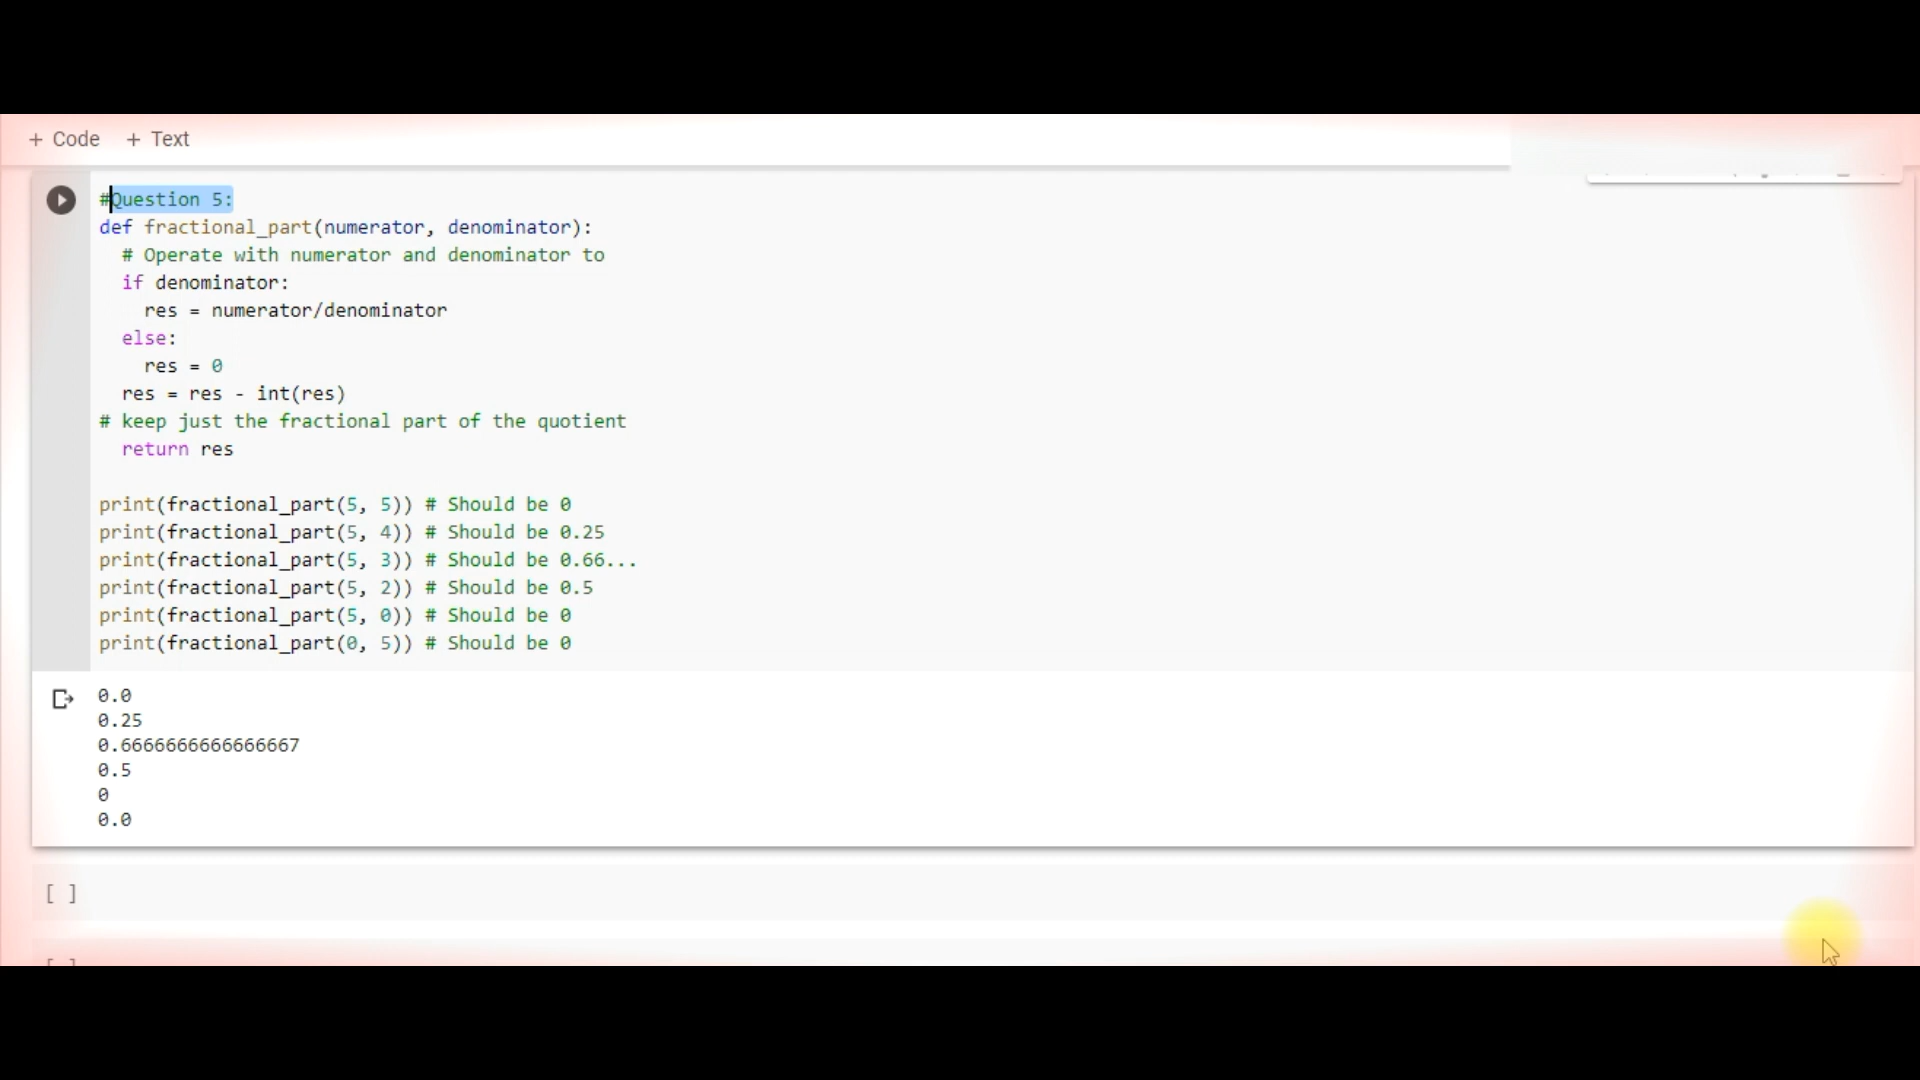 + Code + Text
#Question 5:
def fractional_part(numerator, denominator):
  # Operate with numerator and denominator to
  if denominator:
    res = numerator/denominator
  else:
    res = 0
  res = res - int(res)
# keep just the fractional part of the quotient
  return res

print(fractional_part(5, 5)) # Should be 0
print(fractional_part(5, 4)) # Should be 0.25
print(fractional_part(5, 3)) # Should be 0.66...
print(fractional_part(5, 2)) # Should be 0.5
print(fractional_part(5, 0)) # Should be 0
print(fractional_part(0, 5)) # Should be 0
0.0
0.25
0.6666666666666667
0.5
0
0.0
[ ]